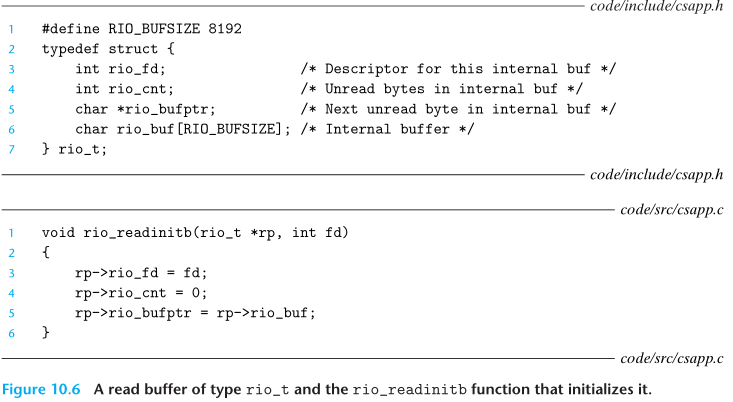 code/include/csapp.h
1 #define RIO_BUFSIZE 8192
2 typedef struct {
3     int rio_fd;                /* Descriptor for this internal buf */
4     int rio_cnt;               /* Unread bytes in internal buf */
5     char *rio_bufptr;          /* Next unread byte in internal buf */
6     char rio_buf[RIO_BUFSIZE]; /* Internal buffer */
7 } rio_t;
code/include/csapp.h
code/src/csapp.c
1 void rio_readinitb(rio_t *rp, int fd)
2 {
3     rp->rio_fd = fd;
4     rp->rio_cnt = 0;
5     rp->rio_bufptr = rp->rio_buf;
6 }
code/src/csapp.c
Figure 10.6 A read buffer of type rio_t and the rio_readinitb function that initializes it.